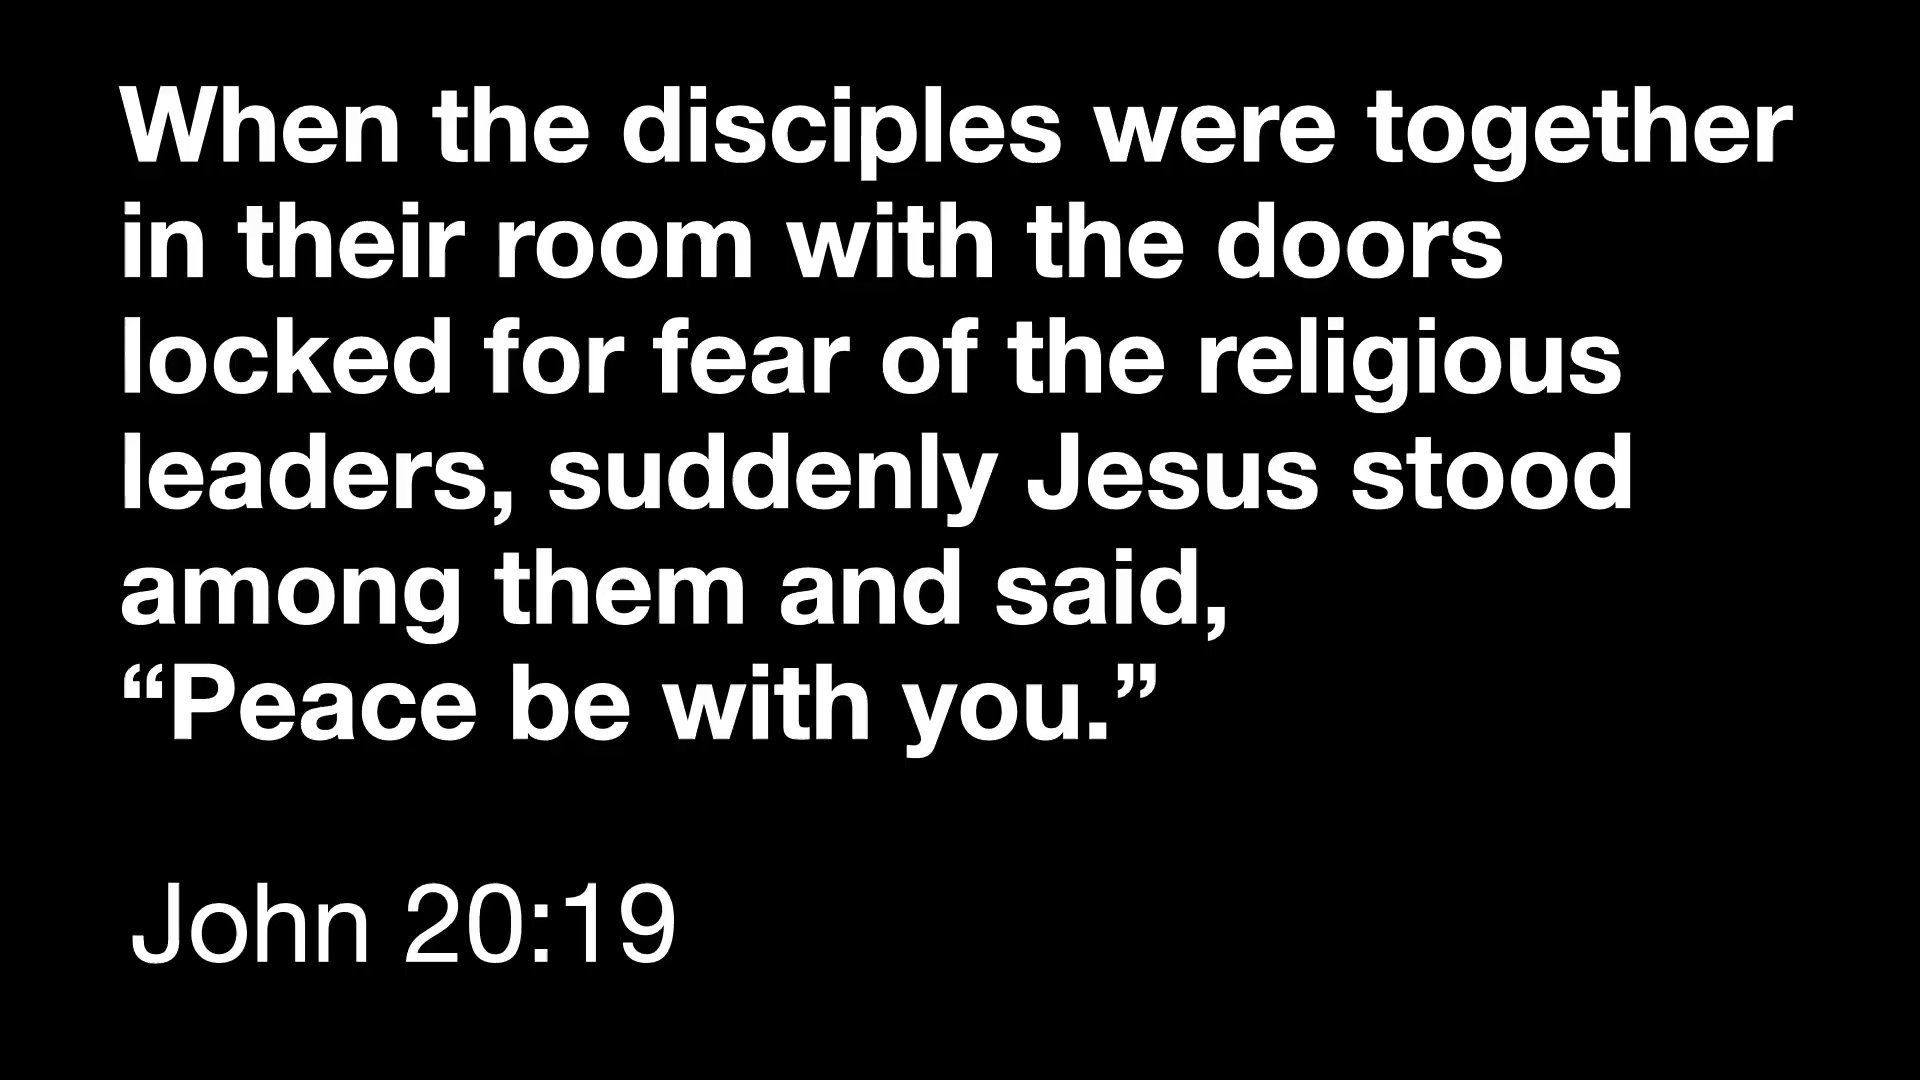 When the disciples were together
in their room with the doors
locked for fear of the religious
leaders, suddenly Jesus stood
among them and said,
“Peace be with you.”
John 20:19